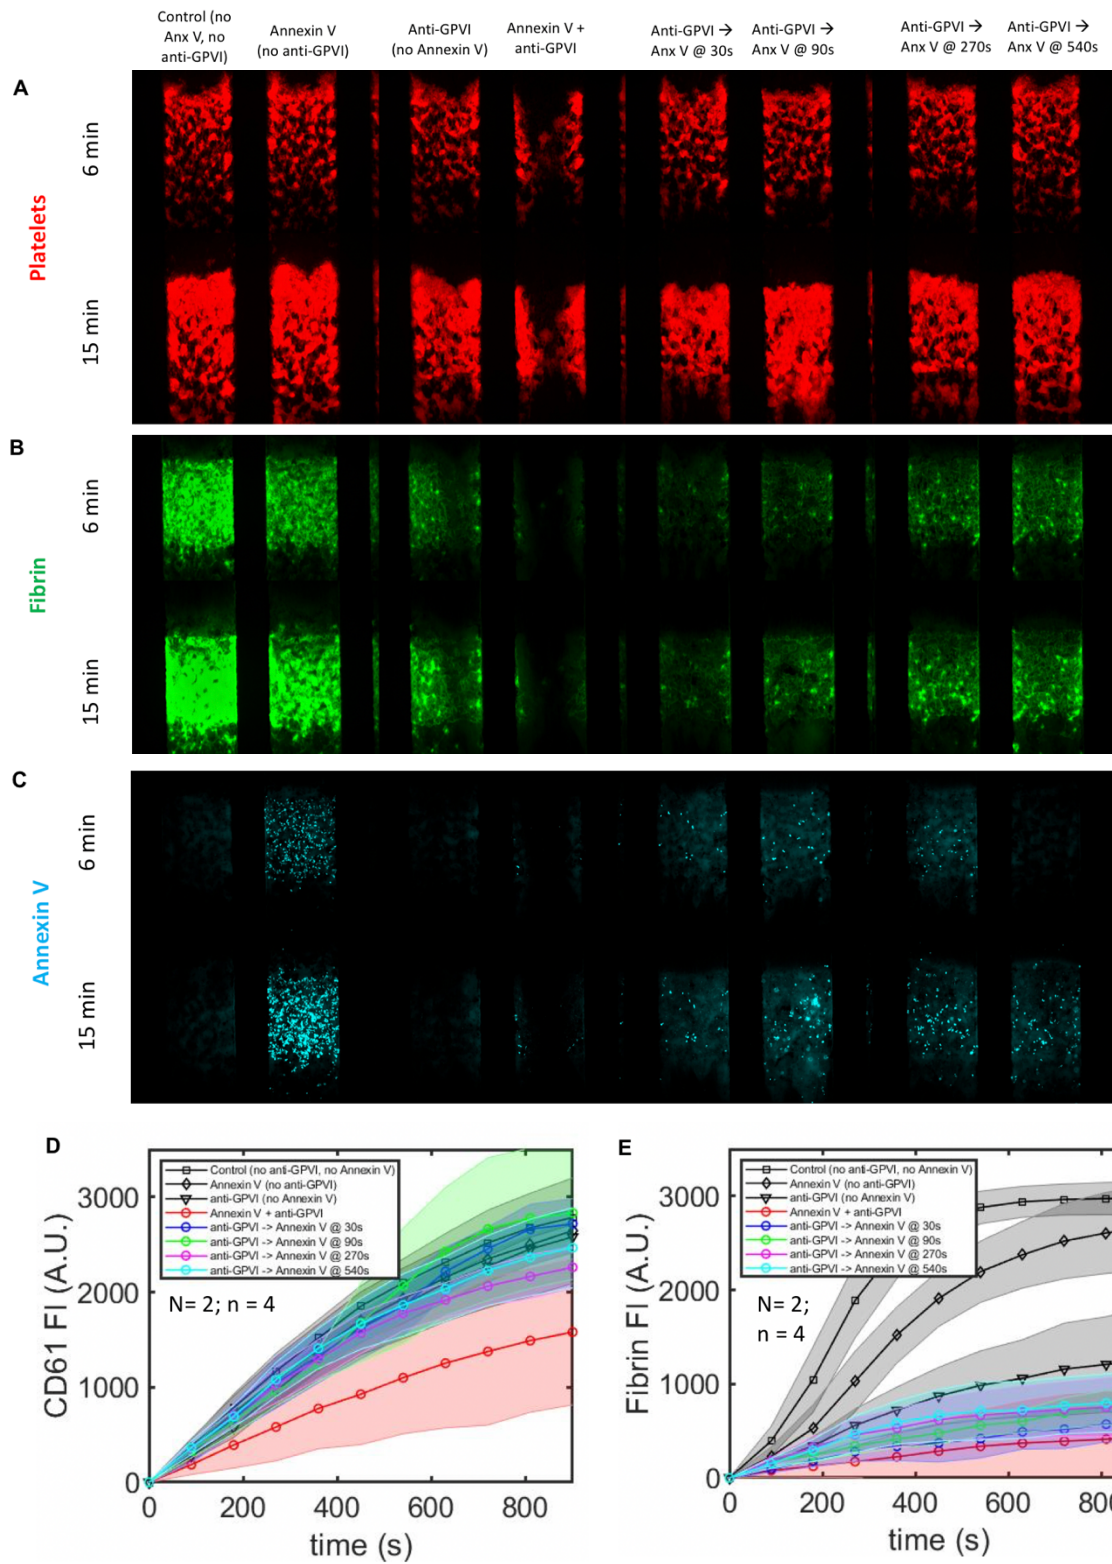 Control (no
Anx V, no
anti-GPVI)
Annexin V
(no anti-GPVI)
Anti-GPVI
(no Annexin V)
Annexin V +
anti-GPVI
Anti-GPVI →
Anx V @ 30s
Anti-GPVI →
Anx V @ 90s
Anti-GPVI →
Anx V @ 270s
Anti-GPVI →
Anx V @ 540s
A
Platelets
6 min
15 min
B
Fibrin
6 min
15 min
C
Annexin V
6 min
15 min
D
CD61 FI (A.U.)
3000
2000
1000
0
Control (no anti-GPVI, no Annexin V)
Annexin V (no anti-GPVI)
anti-GPVI (no Annexin V)
Annexin V + anti-GPVI
anti-GPVI -> Annexin V @ 30s
anti-GPVI -> Annexin V @ 90s
anti-GPVI -> Annexin V @ 270s
anti-GPVI -> Annexin V @ 540s
N= 2; n = 4
0 200 400 600 800
time (s)
E
Fibrin FI (A.U.)
3000
2000
1000
0
Control (no anti-GPVI, no Annexin V)
Annexin V (no anti-GPVI)
anti-GPVI (no Annexin V)
Annexin V + anti-GPVI
anti-GPVI -> Annexin V @ 30s
anti-GPVI -> Annexin V @ 90s
anti-GPVI -> Annexin V @ 270s
anti-GPVI -> Annexin V @ 540s
N= 2;
n = 4
0 200 400 600 800
time (s)